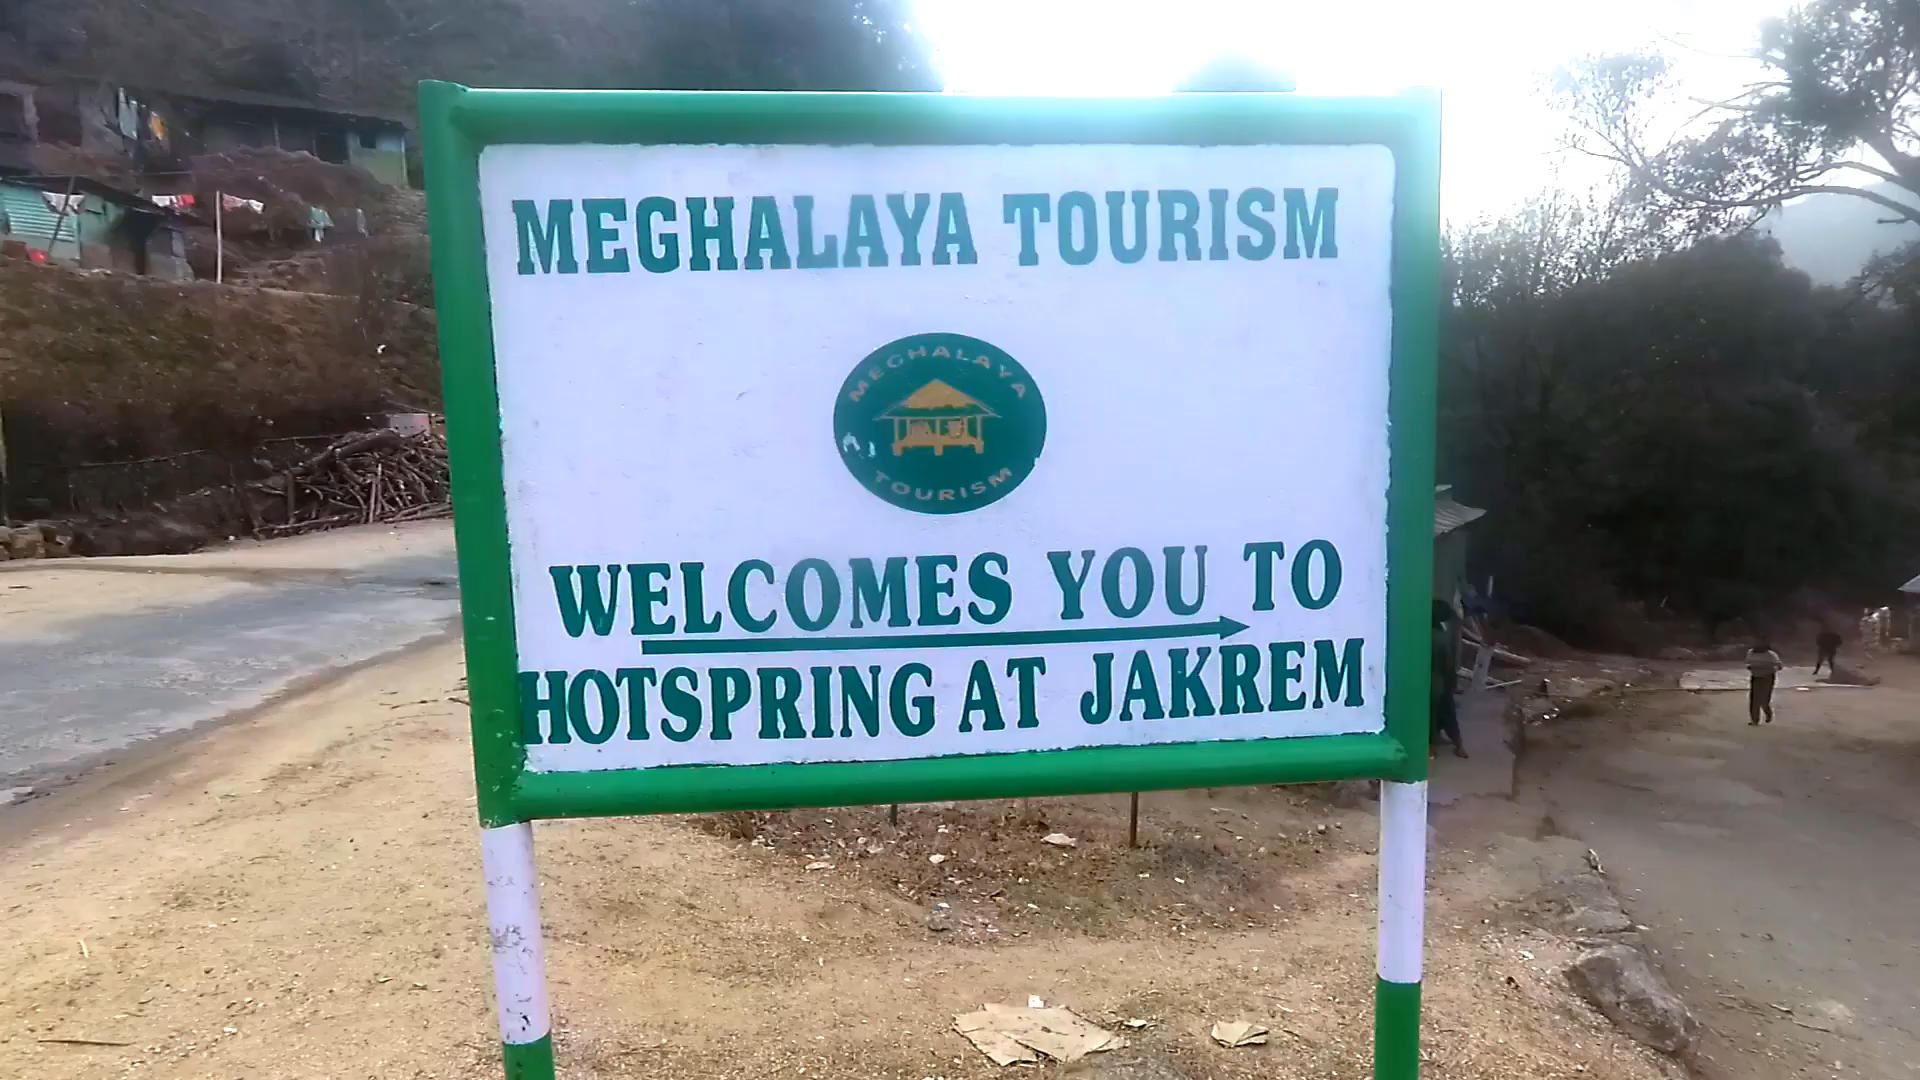 MEGHALAYA TOURISM
MEGHALAYA
TOURISM
WELCOMES YOU TO
HOTSPRING AT JAKREM